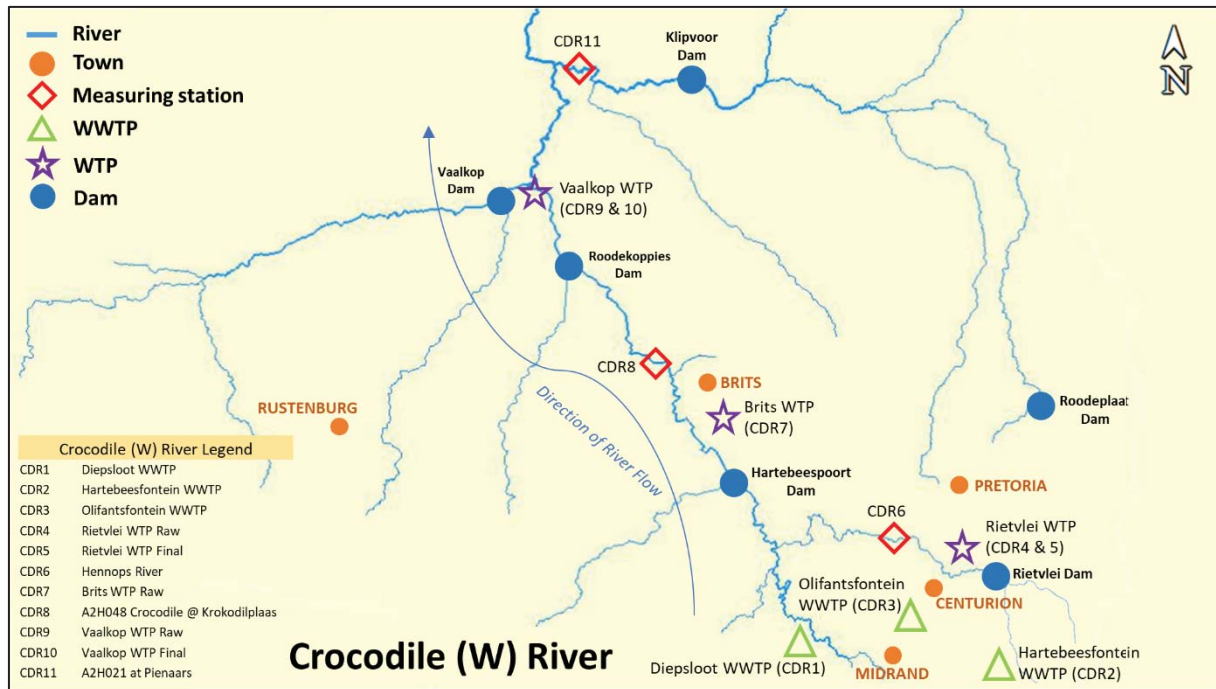 River
Town
Measuring station
WWTP
WTP
Dam
CDR11
Klipvoor
Dam
N
Vaalkop
Dam
Vaalkop WTP
(CDR9 & 10)
Roodekoppies
Dam
CDR8
BRITS
Brits WTP
(CDR7)
Roodeplaat
Dam
RUSTENBURG
Direction of River Flow
Hartebeespoort
Dam
PRETORIA
CDR6
Rietvlei WTP
(CDR4 & 5)
Rietvlei Dam
Olifantsfontein
WWTP (CDR3)
CENTURION
Diepsloot WWTP (CDR1)
MIDRAND
Hartebeesfontein
WWTP (CDR2)
Crocodile (W) River Legend
CDR1 Diepsloot WWTP
CDR2 Hartebeesfontein WWTP
CDR3 Olifantsfontein WWTP
CDR4 Rietvlei WTP Raw
CDR5 Rietvlei WTP Final
CDR6 Hennops River
CDR7 Brits WTP Raw
CDR8 A2H048 Crocodile @ Krokodilplaas
CDR9 Vaalkop WTP Raw
CDR10 Vaalkop WTP Final
CDR11 A2H021 at Pienaars
Crocodile (W) River